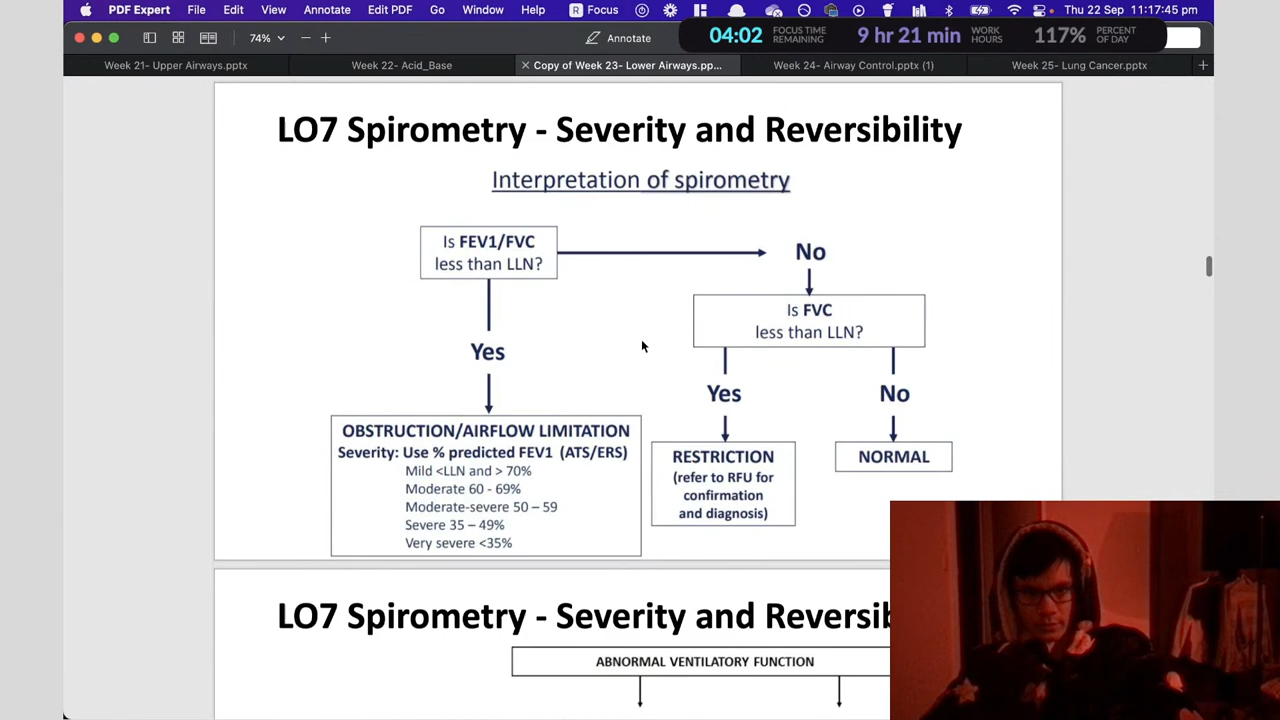 PDF Expert File Edit View Annotate Edit PDF Go Window Help R Focus Thu 22 Sep 11:17:45 pm
74% Annotate 04:02 FOCUS TIME REMAINING 9 hr 21 min WORK HOURS 117% PERCENT OF DAY
Week 21- Upper Airways.pptx Week 22- Acid_Base Copy of Week 23- Lower Airways.pp... Week 24- Airway Control.pptx (1) Week 25- Lung Cancer.pptx
LO7 Spirometry - Severity and Reversibility
Interpretation of spirometry
Is FEV1/FVC
less than LLN?
No
Is FVC
less than LLN?
Yes
Yes
No
OBSTRUCTION/AIRFLOW LIMITATION
Severity: Use % predicted FEV1 (ATS/ERS)
Mild <LLN and > 70%
Moderate 60 - 69%
Moderate-severe 50 – 59
Severe 35 – 49%
Very severe <35%
RESTRICTION
(refer to RFU for
confirmation
and diagnosis)
NORMAL
LO7 Spirometry - Severity and Reversib
ABNORMAL VENTILATORY FUNCTION